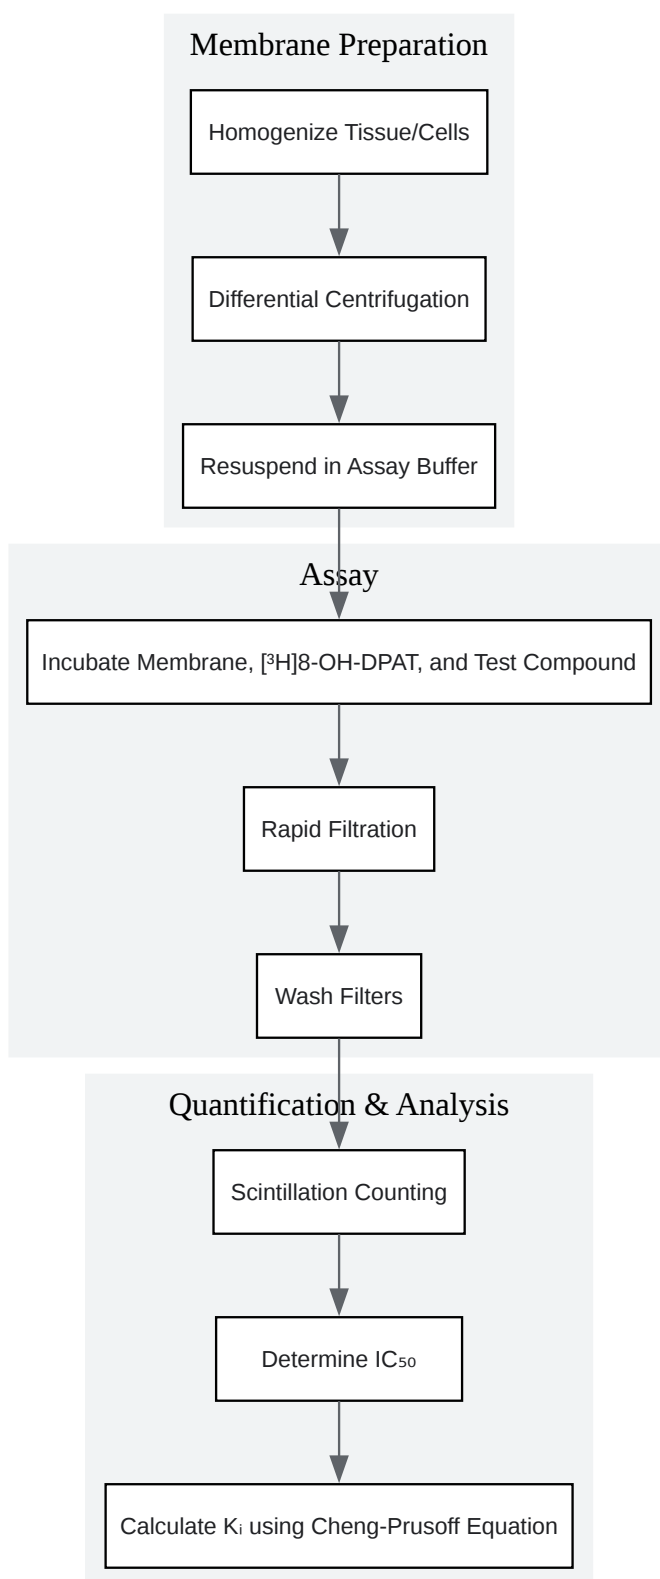 Membrane Preparation
Homogenize Tissue/Cells
Differential Centrifugation
Resuspend in Assay Buffer
Assay
Incubate Membrane, [³H]8-OH-DPAT, and Test Compound
Rapid Filtration
Wash Filters
Quantification & Analysis
Scintillation Counting
Determine IC₅₀
Calculate Kᵢ using Cheng-Prusoff Equation